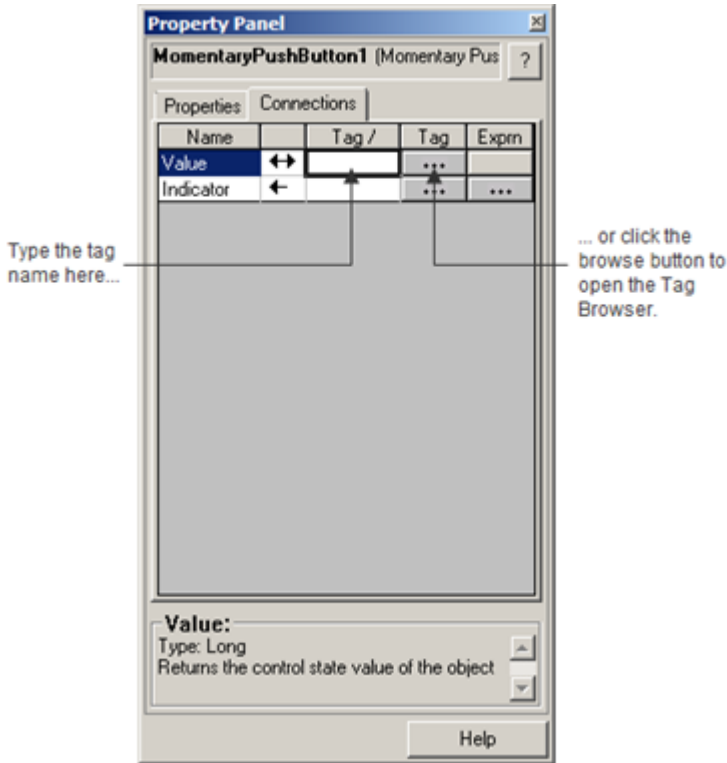 Property Panel
MomentaryPushButton1 (Momentary Pus ?
Properties Connections
Name Tag / Tag Exprn
Value ...
Indicator ... ...
Type the tag
name here...
... or click the
browse button to
open the Tag
Browser.
Value:
Type: Long
Returns the control state value of the object
Help